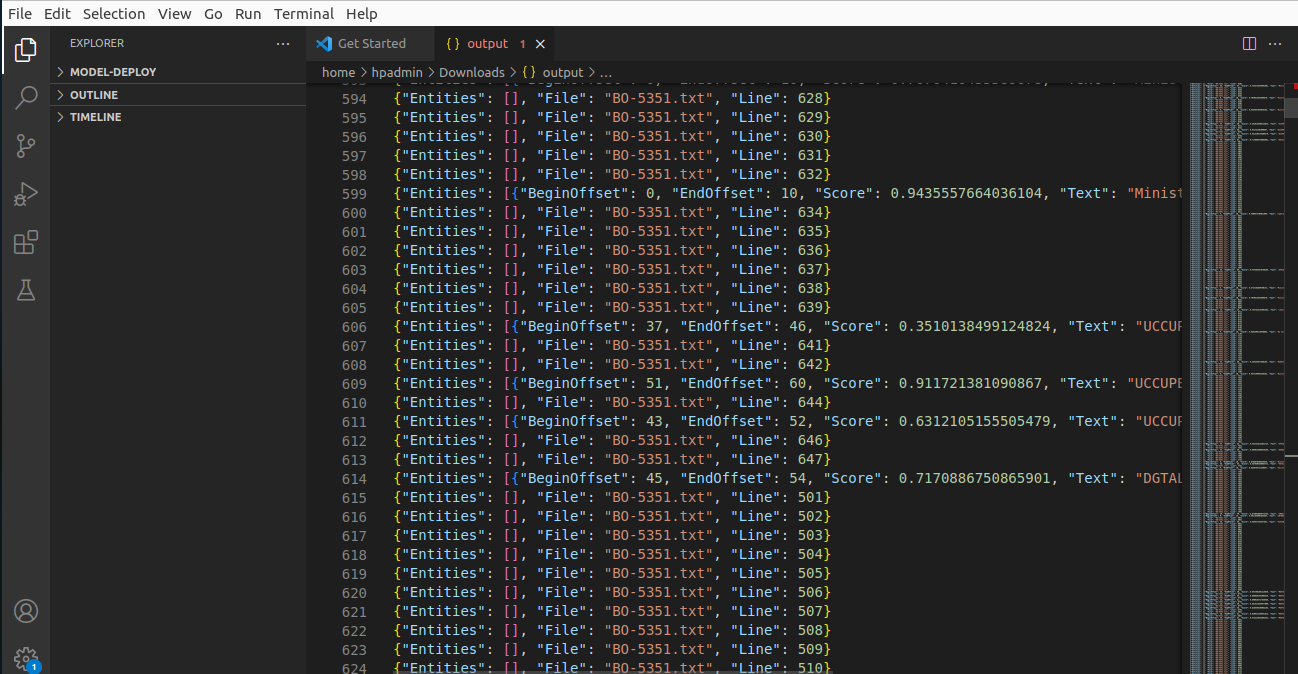 File Edit Selection View Go Run Terminal Help
EXPLORER ...
Get Started
{} output 1 ×
MODEL-DEPLOY
OUTLINE
TIMELINE
home > hpadmin > Downloads > {} output > ...
594 {"Entities": [], "File": "BO-5351.txt", "Line": 628}
595 {"Entities": [], "File": "BO-5351.txt", "Line": 629}
596 {"Entities": [], "File": "BO-5351.txt", "Line": 630}
597 {"Entities": [], "File": "BO-5351.txt", "Line": 631}
598 {"Entities": [], "File": "BO-5351.txt", "Line": 632}
599 {"Entities": [{"BeginOffset": 0, "EndOffset": 10, "Score": 0.9435557664036104, "Text": "Minist
600 {"Entities": [], "File": "BO-5351.txt", "Line": 634}
601 {"Entities": [], "File": "BO-5351.txt", "Line": 635}
602 {"Entities": [], "File": "BO-5351.txt", "Line": 636}
603 {"Entities": [], "File": "BO-5351.txt", "Line": 637}
604 {"Entities": [], "File": "BO-5351.txt", "Line": 638}
605 {"Entities": [], "File": "BO-5351.txt", "Line": 639}
606 {"Entities": [{"BeginOffset": 37, "EndOffset": 46, "Score": 0.3510138499124824, "Text": "UCCUP
607 {"Entities": [], "File": "BO-5351.txt", "Line": 641}
608 {"Entities": [], "File": "BO-5351.txt", "Line": 642}
609 {"Entities": [{"BeginOffset": 51, "EndOffset": 60, "Score": 0.911721381090867, "Text": "UCCUPE
610 {"Entities": [], "File": "BO-5351.txt", "Line": 644}
611 {"Entities": [{"BeginOffset": 43, "EndOffset": 52, "Score": 0.6312105155505479, "Text": "UCCUP
612 {"Entities": [], "File": "BO-5351.txt", "Line": 646}
613 {"Entities": [], "File": "BO-5351.txt", "Line": 647}
614 {"Entities": [{"BeginOffset": 45, "EndOffset": 54, "Score": 0.7170886750865901, "Text": "DGTAL
615 {"Entities": [], "File": "BO-5351.txt", "Line": 501}
616 {"Entities": [], "File": "BO-5351.txt", "Line": 502}
617 {"Entities": [], "File": "BO-5351.txt", "Line": 503}
618 {"Entities": [], "File": "BO-5351.txt", "Line": 504}
619 {"Entities": [], "File": "BO-5351.txt", "Line": 505}
620 {"Entities": [], "File": "BO-5351.txt", "Line": 506}
621 {"Entities": [], "File": "BO-5351.txt", "Line": 507}
622 {"Entities": [], "File": "BO-5351.txt", "Line": 508}
623 {"Entities": [], "File": "BO-5351.txt", "Line": 509}
624 {"Entities": [], "File": "BO-5351.txt", "Line": 510}
1